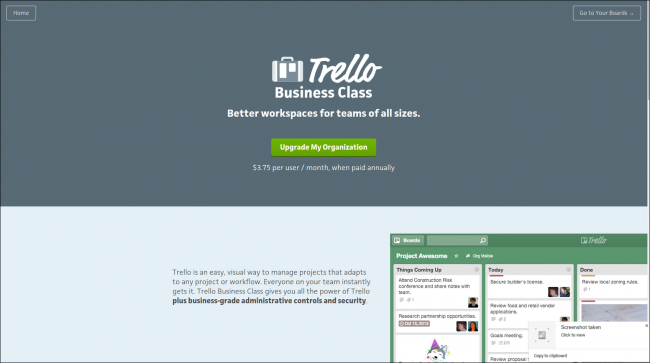 Home
Go to Your Boards →
Trello
Business Class
Better workspaces for teams of all sizes.
Upgrade My Organization
$3.75 per user / month, when paid annually
Trello is an easy, visual way to manage projects that adapts
to any project or workflow. Everyone on your team instantly
gets it. Trello Business Class gives you all the power of Trello
plus business-grade administrative controls and security.
Boards
Trello
Project Awesome
Org Visible
Things Coming Up
Attend Construction Risk
conference and share notes with
team.
Research partnership opportunities.
Oct 15, 2013
Today
Secure builder's license.
Review food and retail vendor
applications.
Goals meeting.
Review proposal
Done
Review local zoning rules.
1
Screenshot taken
Click to view
Copy to clipboard